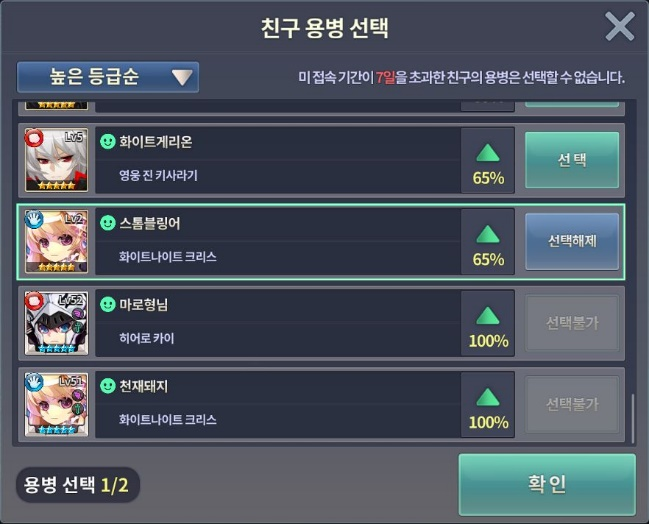 친구 용병 선택
높은 등급순
미 접속 기간이 7일을 초과한 친구의 용병은 선택할 수 없습니다.
Lv5
화이트게리온
영웅 진 키사라기
65%
선택
Lv2
스톰블링어
화이트나이트 크리스
65%
선택해제
Lv52
마로형님
히어로 카이
100%
선택불가
Lv51
천재돼지
화이트나이트 크리스
100%
선택불가
용병 선택 1/2
확인